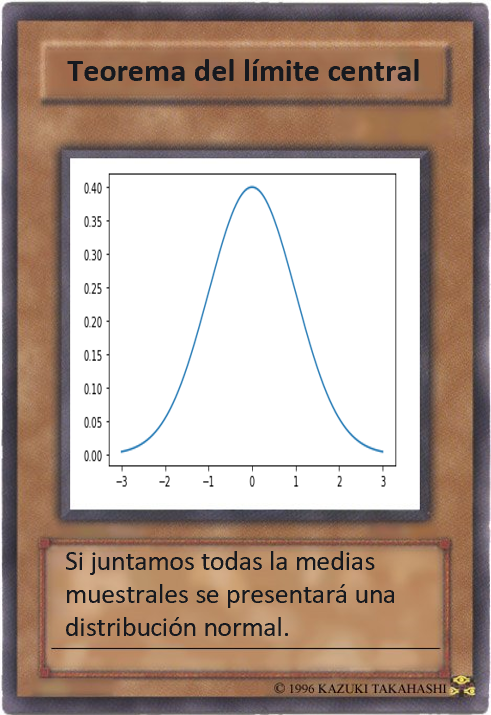 Teorema del límite central
0.40
0.35
0.30
0.25
0.20
0.15
0.10
0.05
0.00
−3 −2 −1 0 1 2 3
Si juntamos todas la medias
muestrales se presentará una
distribución normal.
© 1996 KAZUKI TAKAHASHI